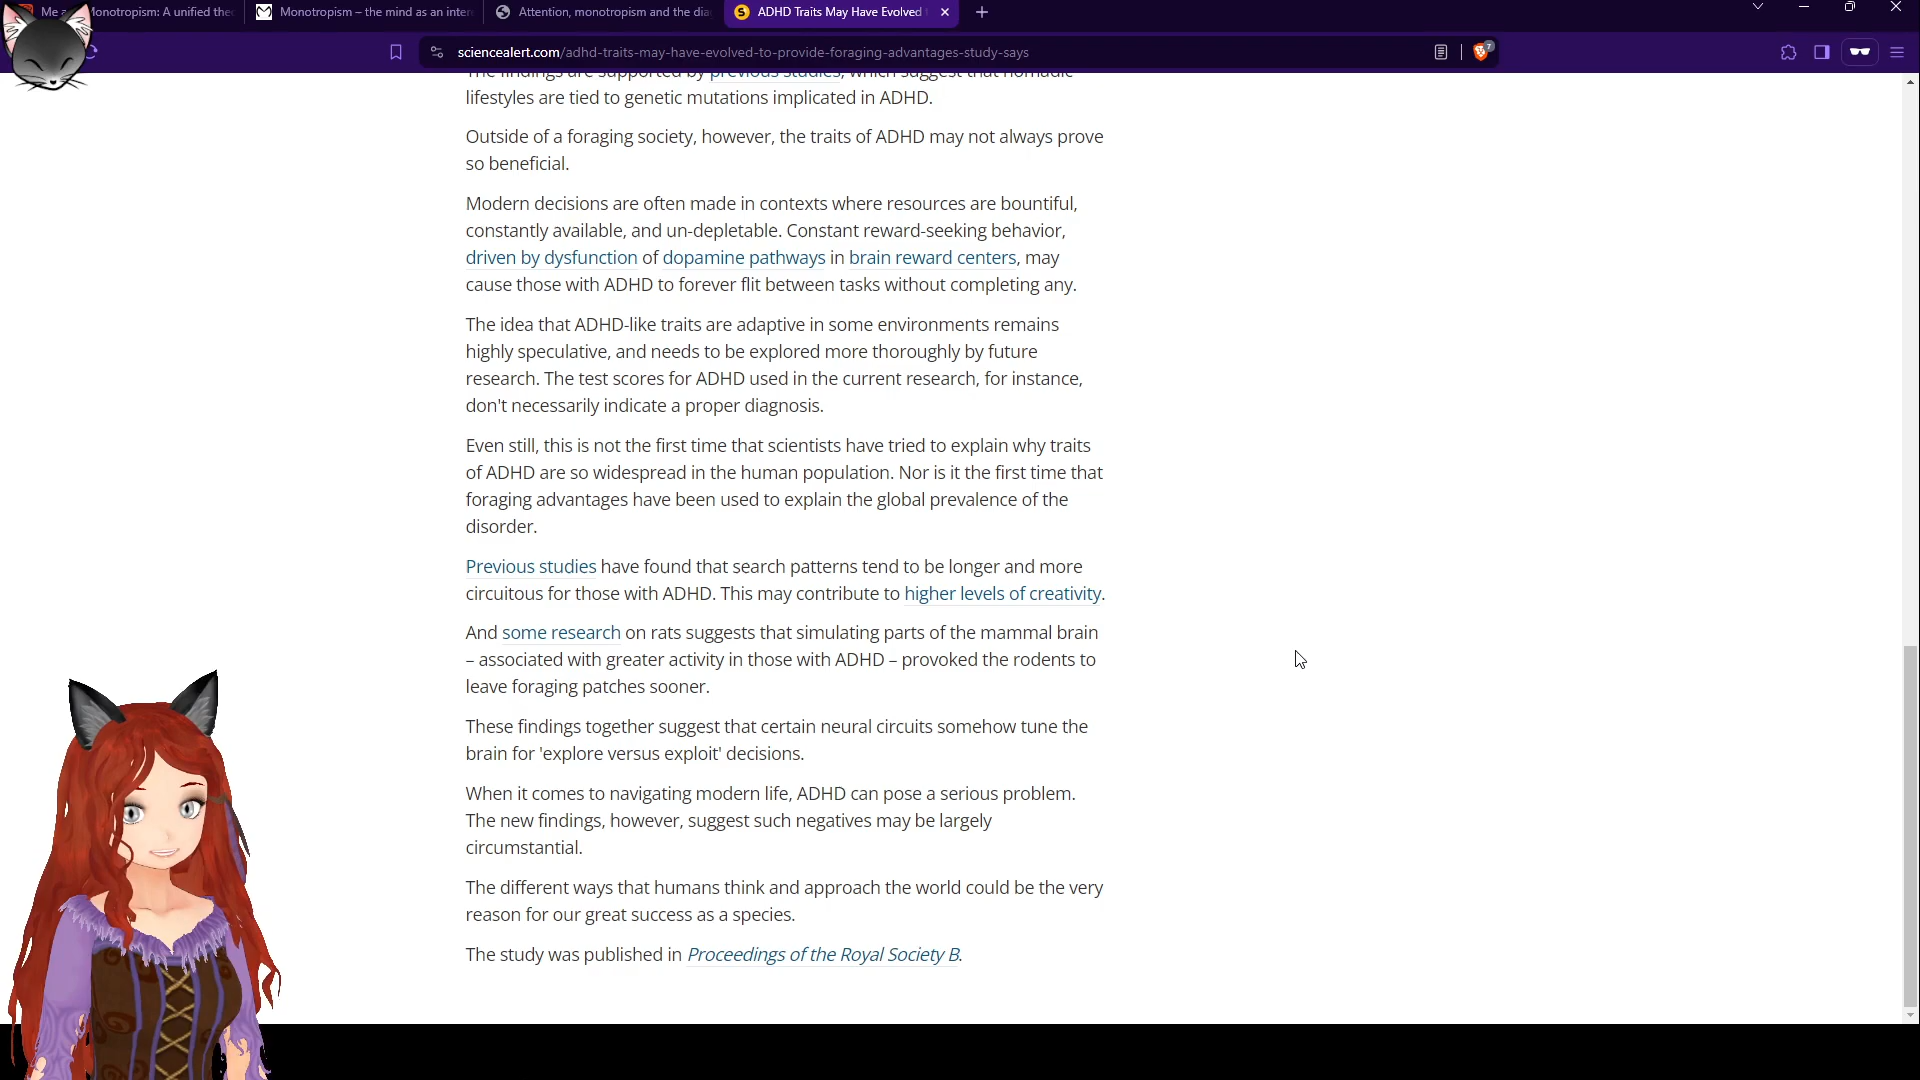 Me a
Monotropism: A unified the
Monotropism – the mind as an inter
Attention, monotropism and the dia
ADHD Traits May Have Evolved
sciencealert.com/adhd-traits-may-have-evolved-to-provide-foraging-advantages-study-says
7
The findings are supported by previous studies, which suggest that nomadic
lifestyles are tied to genetic mutations implicated in ADHD.
Outside of a foraging society, however, the traits of ADHD may not always prove
so beneficial.
Modern decisions are often made in contexts where resources are bountiful,
constantly available, and un-depletable. Constant reward-seeking behavior,
driven by dysfunction of dopamine pathways in brain reward centers, may
cause those with ADHD to forever flit between tasks without completing any.
The idea that ADHD-like traits are adaptive in some environments remains
highly speculative, and needs to be explored more thoroughly by future
research. The test scores for ADHD used in the current research, for instance,
don't necessarily indicate a proper diagnosis.
Even still, this is not the first time that scientists have tried to explain why traits
of ADHD are so widespread in the human population. Nor is it the first time that
foraging advantages have been used to explain the global prevalence of the
disorder.
Previous studies have found that search patterns tend to be longer and more
circuitous for those with ADHD. This may contribute to higher levels of creativity.
And some research on rats suggests that simulating parts of the mammal brain
– associated with greater activity in those with ADHD – provoked the rodents to
leave foraging patches sooner.
These findings together suggest that certain neural circuits somehow tune the
brain for 'explore versus exploit' decisions.
When it comes to navigating modern life, ADHD can pose a serious problem.
The new findings, however, suggest such negatives may be largely
circumstantial.
The different ways that humans think and approach the world could be the very
reason for our great success as a species.
The study was published in Proceedings of the Royal Society B.